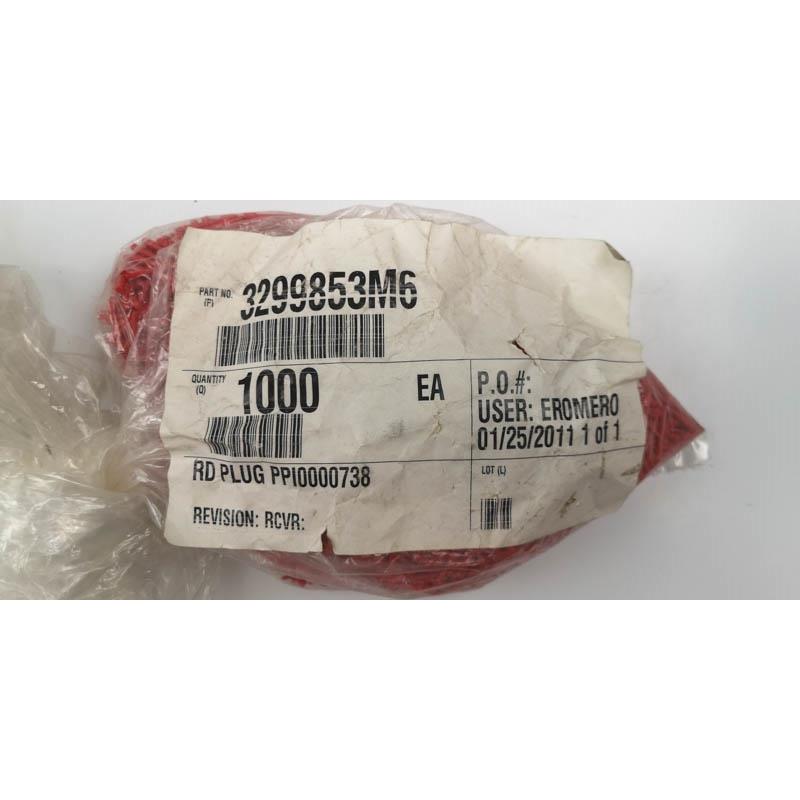 PART NO. 3299853M6
(P)
QUANTITY 1000 EA
(Q)
P.O.#:
USER: EROMERO
01/25/2011 1 of 1
RD PLUG PPI0000738
LOT (L)
REVISION: RCVR: